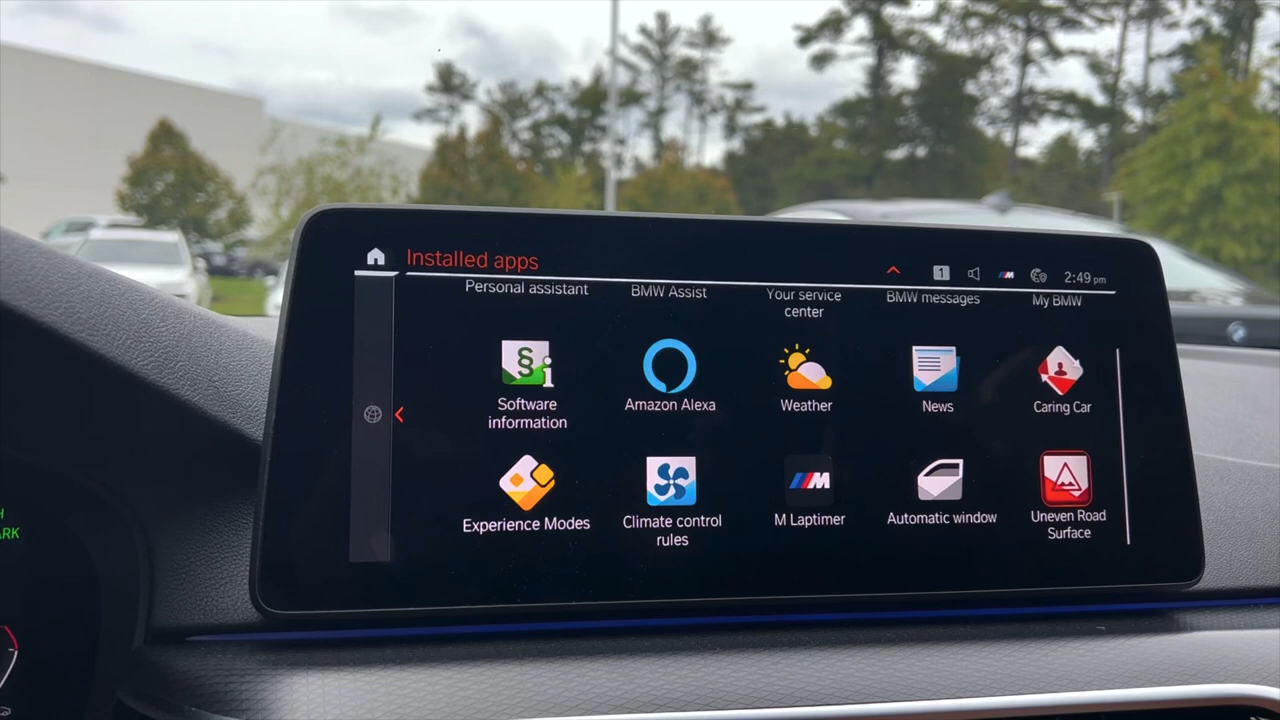 Installed apps
1
M
2:49 pm
Personal assistant
BMW Assist
Your service
center
BMW messages
My BMW
§ i
Software
information
Amazon Alexa
Weather
News
Caring Car
Experience Modes
Climate control
rules
M
M Laptimer
Automatic window
Uneven Road
Surface